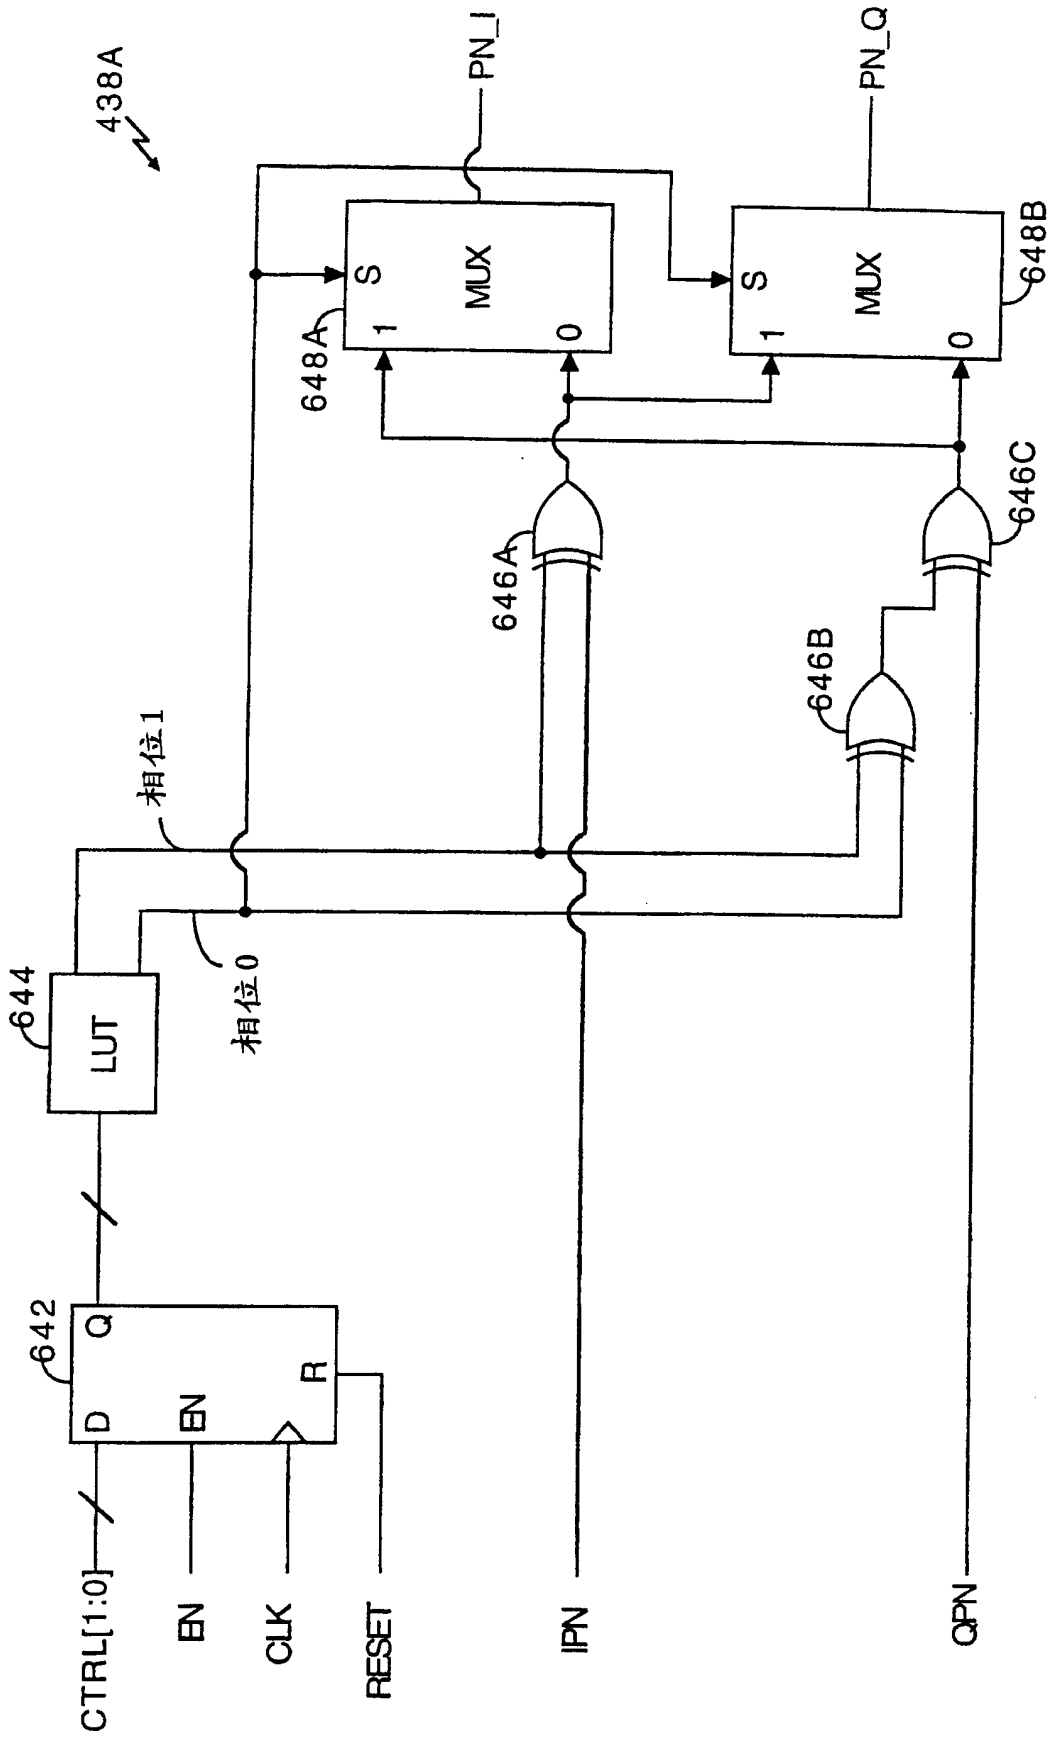 438A
CTRL[1:0]
EN
CLK
RESET
D
EN
R
Q
642
LUT
644
相位1
相位0
IPN
QPN
646A
646B
646C
648A
1
S
0
MUX
PN_I
1
S
0
MUX
648B
PN_Q